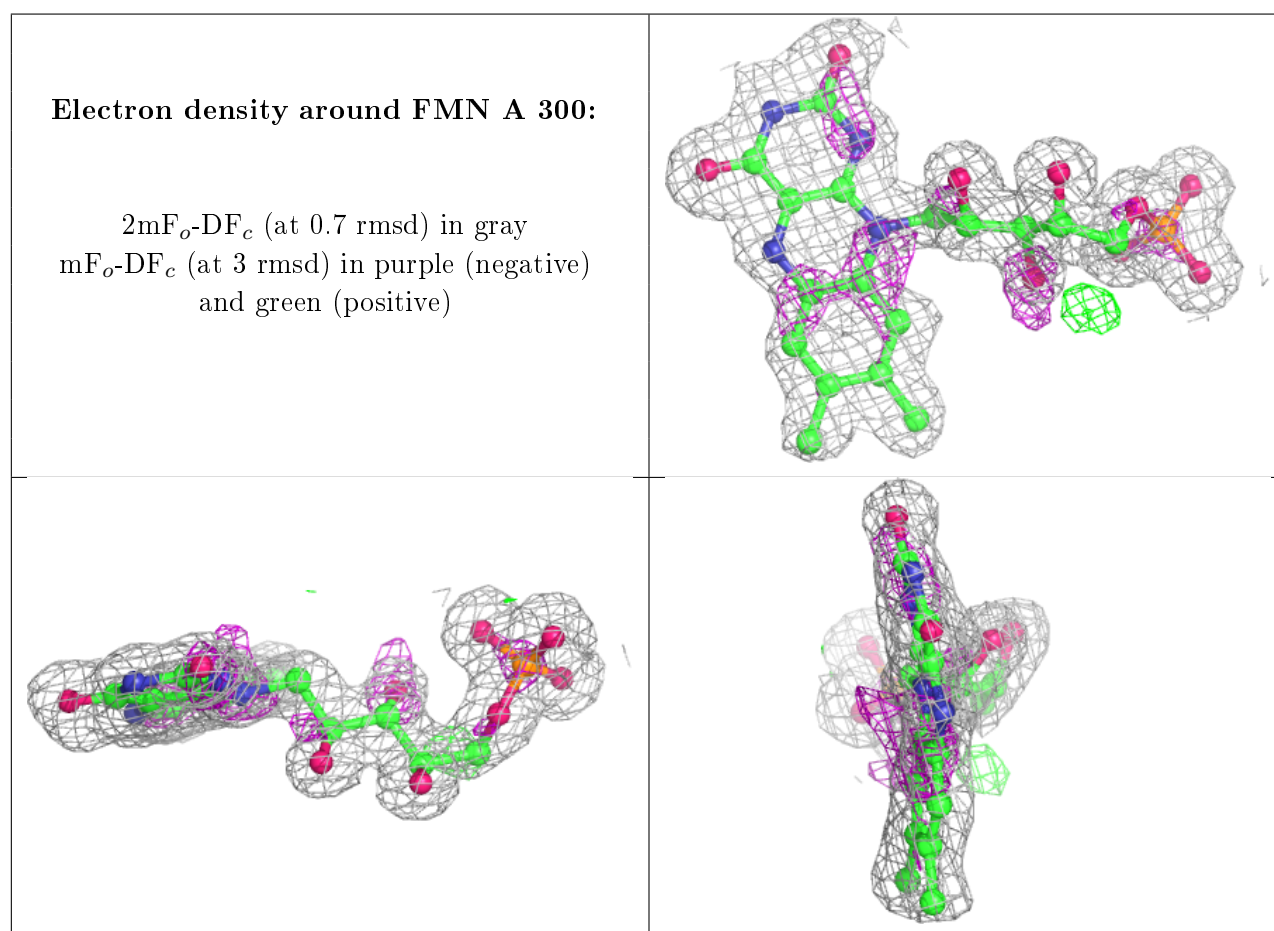 Electron density around FMN A 300:
2mFₒ-DF𝒸 (at 0.7 rmsd) in gray
mFₒ-DF𝒸 (at 3 rmsd) in purple (negative)
and green (positive)